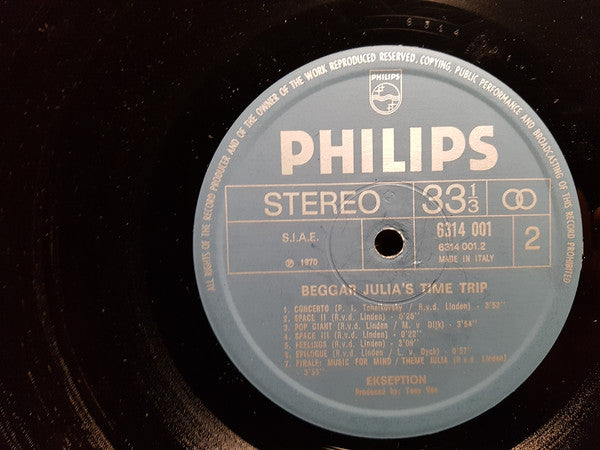 ALL RIGHTS OF THE RECORD PRODUCER AND OF THE OWNER OF THE WORK REPRODUCED RESERVED, COPYING, PUBLIC PERFORMANCE AND BROADCASTING OF THIS RECORD PROHIBITED
PHILIPS
PHILIPS
STEREO 33 1/3
S.I.A.E. 6314 001
6314 001.2 2
℗ 1970 MADE IN ITALY
BEGGAR JULIA'S TIME TRIP
1. CONCERTO (P. I. Tchaikovsky / R.v.d. Linden) - 3'52"
2. SPACE II (R.v.d. Linden) - 0'26"
3. POP GIANT (R.v.d. Linden / M. v Dijk) - 3'54"
4. SPACE III (R.v.d. Linden) - 0'22"
5. FEELINGS (R.v.d. Linden) - 3'09"
6. EPILOGUE (R.v.d. Linden / L. v. Dyck) - 0'57"
7. FINALE: MUSIC FOR MIND / THEME JULIA (R.v.d. Linden)
EKSEPTION
Produced by: Tony Vos